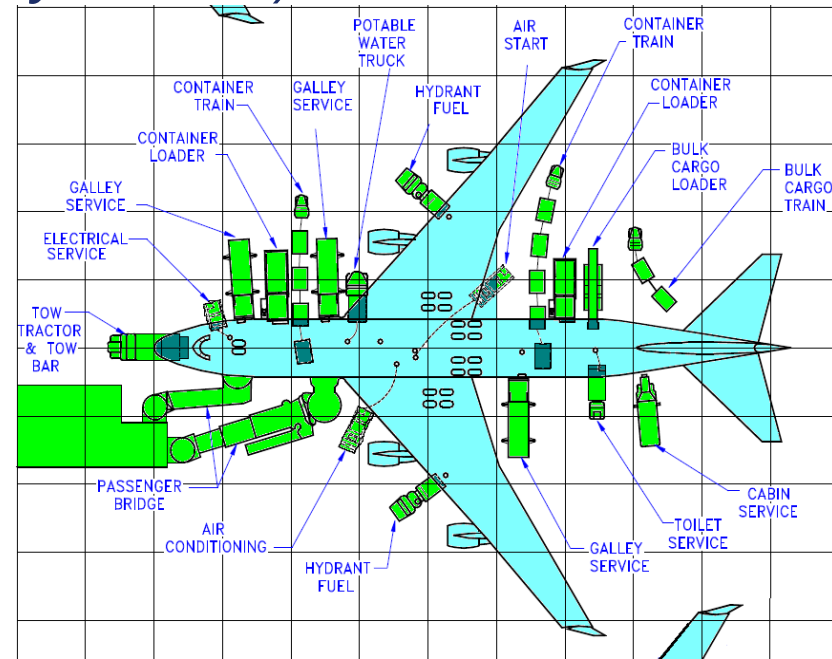 POTABLE
WATER
TRUCK
AIR
START
CONTAINER
TRAIN
CONTAINER
TRAIN
GALLEY
SERVICE
HYDRANT
FUEL
CONTAINER
LOADER
CONTAINER
LOADER
BULK
CARGO
LOADER
BULK
CARGO
TRAIN
GALLEY
SERVICE
ELECTRICAL
SERVICE
TOW
TRACTOR
& TOW
BAR
PASSENGER
BRIDGE
AIR
CONDITIONING
HYDRANT
FUEL
GALLEY
SERVICE
TOILET
SERVICE
CABIN
SERVICE